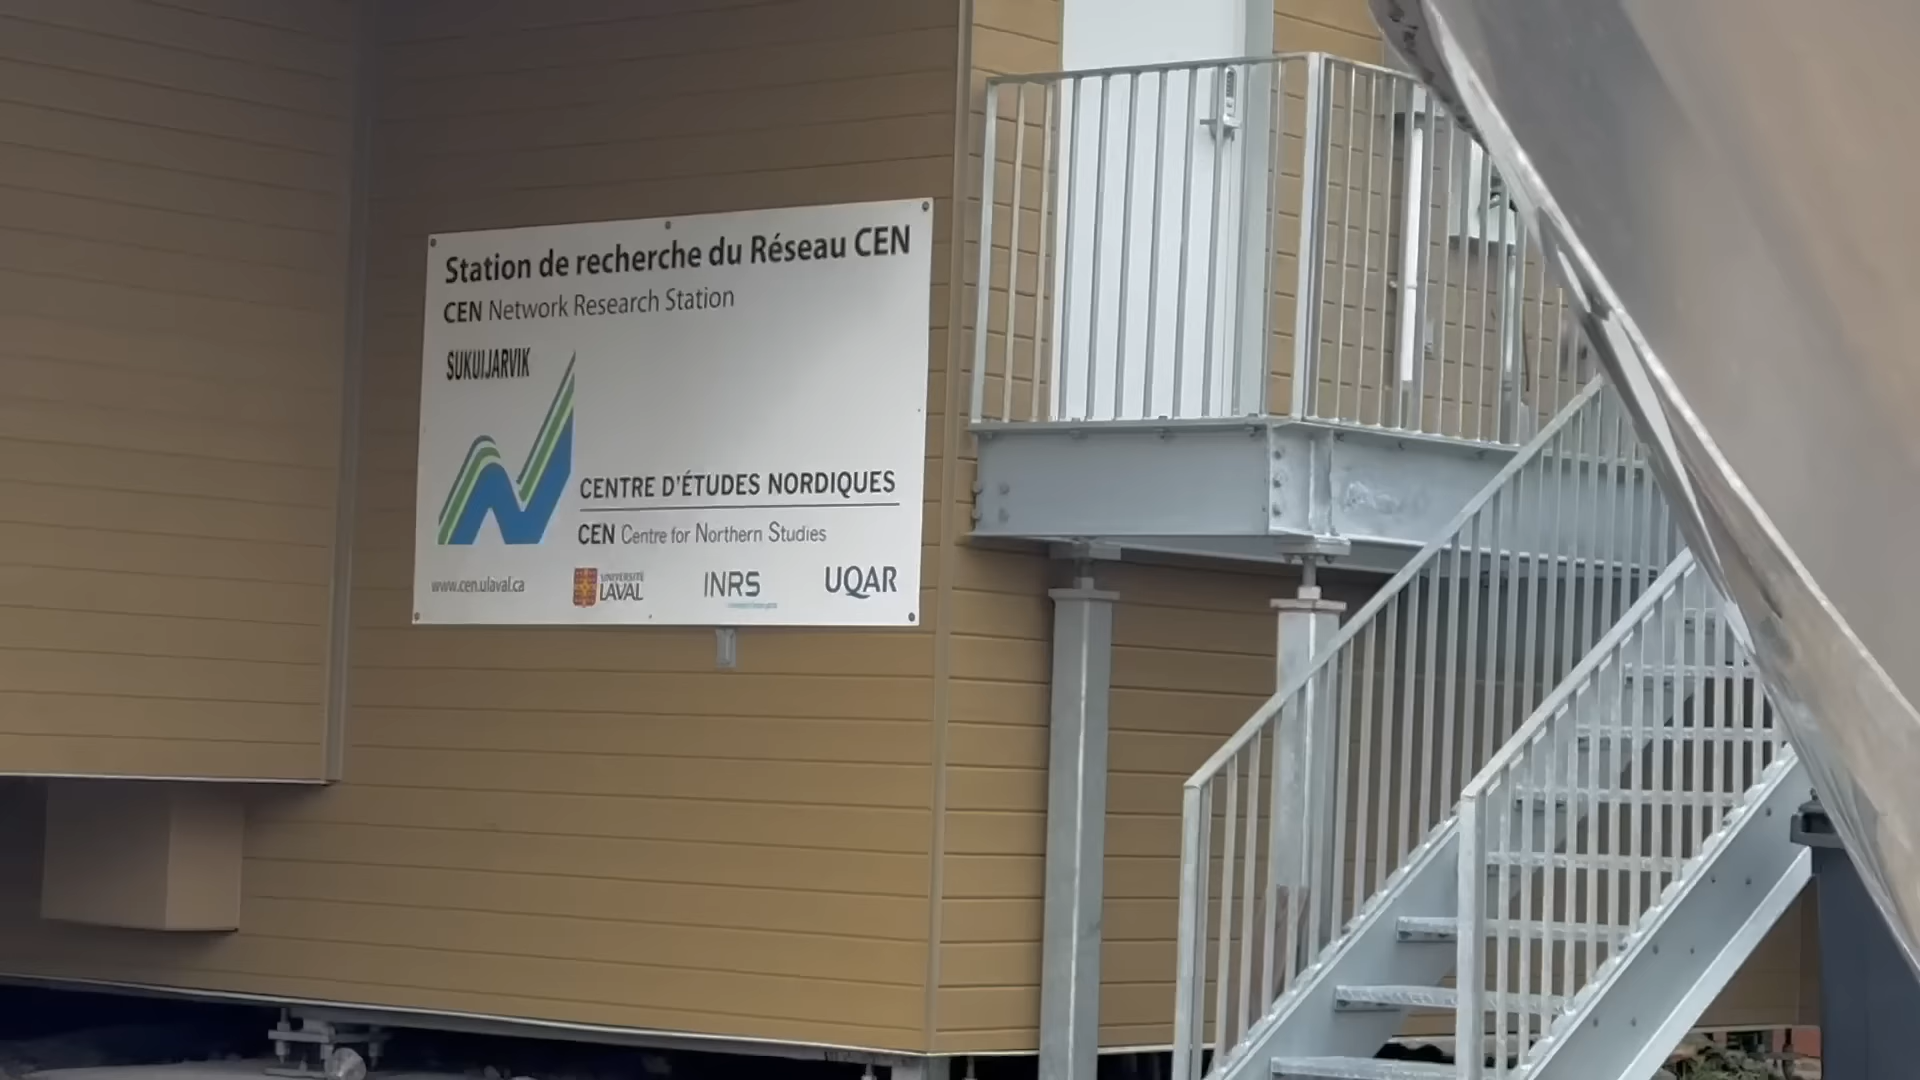 Station de recherche du Réseau CEN
CEN Network Research Station
SUKUIJARVIK
CENTRE D'ÉTUDES NORDIQUES
CEN Centre for Northern Studies
www.cen.ulaval.ca
UNIVERSITÉ
LAVAL
INRS
UQAR